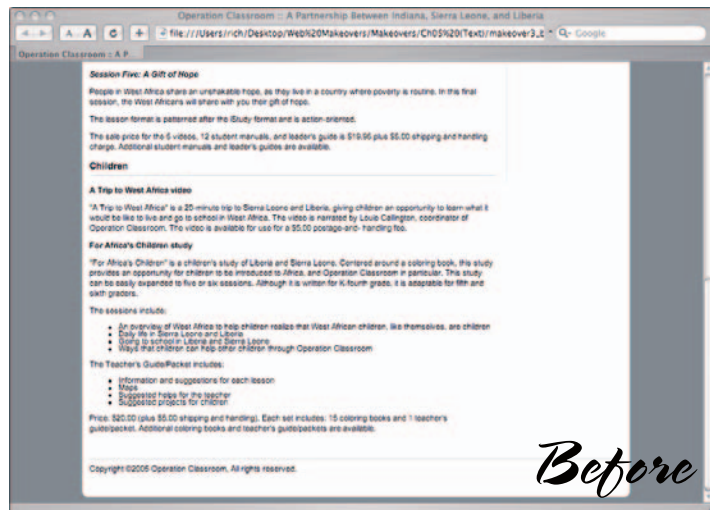 Operation Classroom :: A Partnership Between Indiana, Sierra Leone, and Liberia
A A C + file:///Users/rich/Desktop/Web%20Makeovers/Makeovers/Ch05%20(Text)/makeover3_b Q- Google
Operation Classroom :: A P...
Session Five: A Gift of Hope
People in West Africa share an unshakable hope, as they live in a country where poverty is routine. In this final
session, the West Africans will share with you their gift of hope.
The lesson format is patterned after the iStudy format and is action-oriented.
The sale price for the 5 videos, 12 student manuals, and leader's guide is $19.95 plus $5.00 shipping and handling
charge. Additional student manuals and leader's guides are available.
Children
A Trip to West Africa video
"A Trip to West Africa" is a 20-minute trip to Sierra Leone and Liberia, giving children an opportunity to learn what it
would be like to live and go to school in West Africa. The video is narrated by Louie Callington, coordinator of
Operation Classroom. The video is available for use for a $5.00 postage-and- handling fee.
For Africa's Children study
"For Africa's Children" is a children's study of Liberia and Sierra Leone. Centered around a coloring book, this study
provides an opportunity for children to be introduced to Africa, and Operation Classroom in particular. This study
can be easily expanded to five or six sessions. Although it is written for K-fourth grade, it is adaptable for fifth and
sixth graders.
The sessions include:
• An overview of West Africa to help children realize that West African children, like themselves, are children
• Daily life in Sierra Leone and Liberia
• Going to school in Liberia and Sierra Leone
• Ways that children can help other children through Operation Classroom
The Teacher's Guide/Packet includes:
• Information and suggestions for each lesson
• Maps
• Suggested helps for the teacher
• Suggested projects for children
Price: $20.00 (plus $5.00 shipping and handling). Each set includes: 15 coloring books and 1 teacher's
guide/packet. Additional coloring books and teacher's guide/packets are available.
Copyright ©2005 Operation Classroom, All rights reserved.
Before